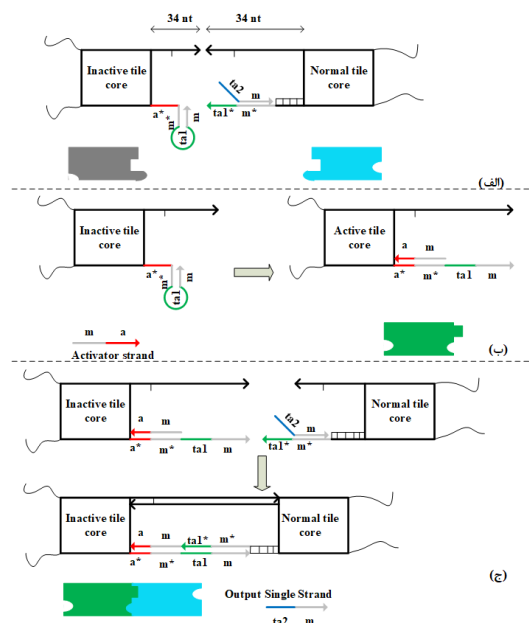 34 nt 34 nt
Inactive tile core
Normal tile core
ta2 m
a* m* m ta1
ta1* m*
(الف)
Inactive tile core
Active tile core
a m
a* m* ta1 m
a* m* ta1
m a
Activator strand
(ب)
Inactive tile core
Normal tile core
a m
ta2 m
a* m* ta1 m
ta1* m*
Inactive tile core
Normal tile core
a m ta1* m*
a* m* ta1 m
(ج)
Output Single Strand
ta2 m